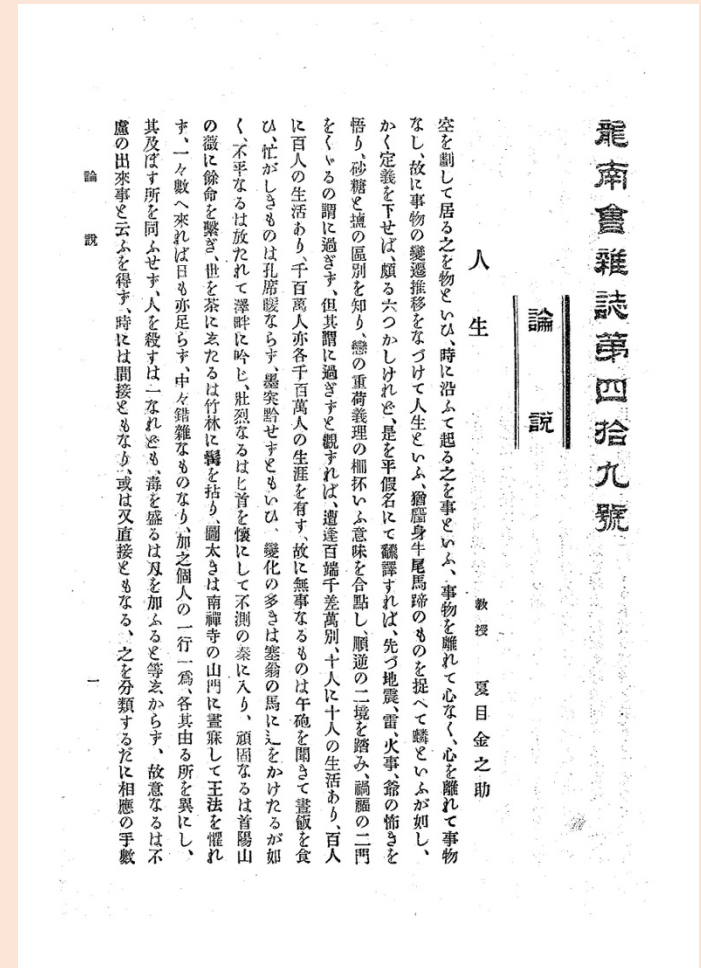 龍南會雜誌第四拾九號
論說
人生
敎授 夏目金之助
空を劃して居る之を物といひ、時に沿ふて起る之を事といふ、事物を離れて心なく、心を離れて事物
なし、故に事物の變遷推移をなづけて人生といふ、猶麕身牛尾馬蹄のものを捉へて麟といふが如し、
かく定義を下せば、頗る六つかしけれど、是を平假名にて飜譯すれば、先づ地震、雷、火事、爺の怖きを
悟り、砂糖と鹽の區別を知り、戀の重荷義理の柵抔いふ意味を合點し、順逆の二境を踏み、禍福の二門
をくゞるの謂に過ぎず、但其謂に過ぎずと觀ずれば、遭逢百端千差萬別、十人に十人の生活あり、百人
に百人の生活あり、千百萬人亦各千百萬人の生涯を有す、故に無事なるものは午砲を聞きて晝飯を食
ひ、忙がしきものは孔席暖ならず、墨突黔せずともいひ、變化の多きは塞翁の馬に辶をかけたるが如
く、不平なるは放たれて澤畔に吟じ、壯烈なるは匕首を懷にして不測の秦に入り、頑固なるは首陽山
の薇に餘命を繫ぎ、世を茶にゑたるは竹林に髯を拈り、圖太きは南禪寺の山門に晝寐して王法を懼れ
ず、一々數へ來れば日も亦足らず、中々錯雜なものなり、加之個人の一行一爲、各其由る所を異にし、
其及ぼす所を同ふせず、人を殺すは一なれども、毒を盛るは刃を加ふると等ゑからず、故意なるは不
慮の出來事と云ふを得ず、時には間接ともなり、或は又直接ともなる、之を分類するだに相應の手數
論說 一